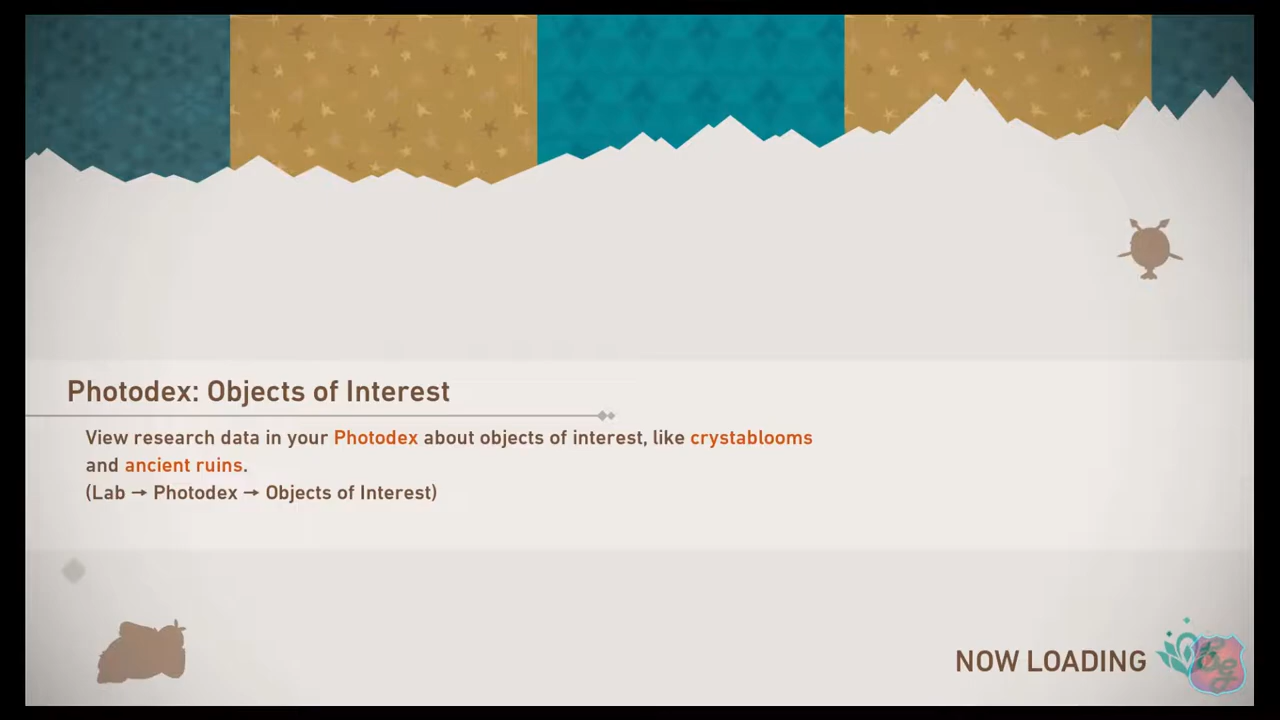 Photodex: Objects of Interest
View research data in your Photodex about objects of interest, like crystablooms
and ancient ruins.
(Lab → Photodex → Objects of Interest)
NOW LOADING